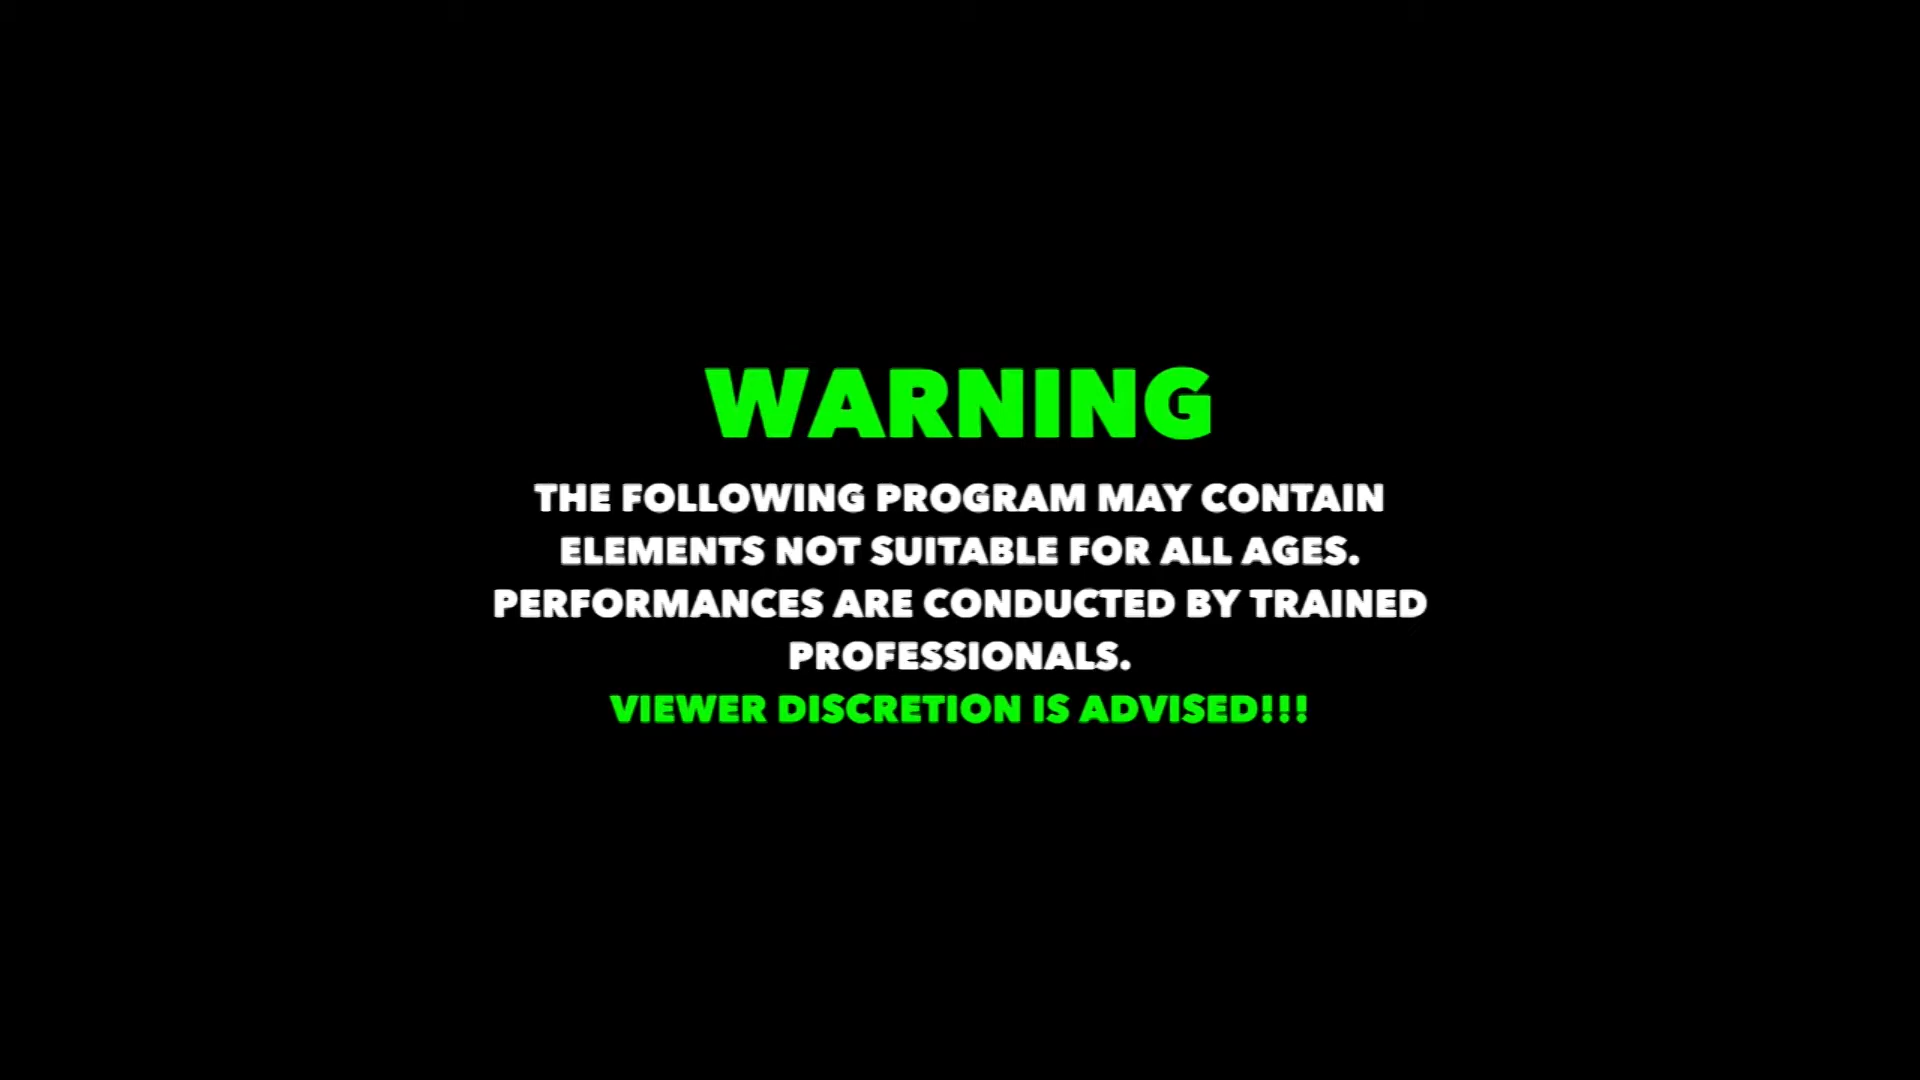 WARNING
THE FOLLOWING PROGRAM MAY CONTAIN
ELEMENTS NOT SUITABLE FOR ALL AGES.
PERFORMANCES ARE CONDUCTED BY TRAINED
PROFESSIONALS.
VIEWER DISCRETION IS ADVISED!!!